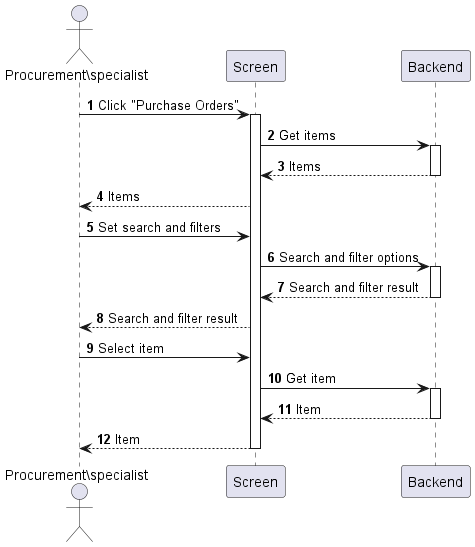 Procurement\specialist
Screen
Backend
1 Click "Purchase Orders"
2 Get items
3 Items
4 Items
5 Set search and filters
6 Search and filter options
7 Search and filter result
8 Search and filter result
9 Select item
10 Get item
11 Item
12 Item
Procurement\specialist
Screen
Backend